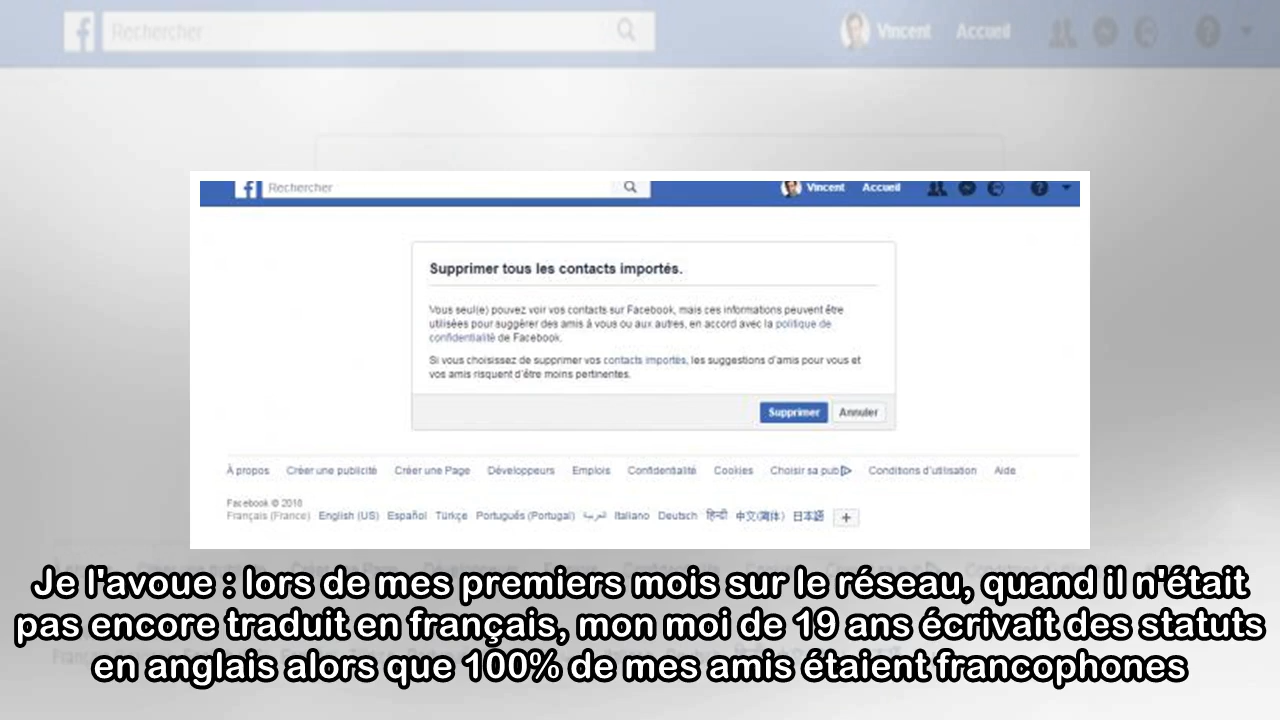 Rechercher
Vincent Accueil
f Rechercher Vincent Accueil ?
Supprimer tous les contacts importés.
Vous seul(e) pouvez voir vos contacts sur Facebook, mais ces informations peuvent être
utilisées pour suggérer des amis à vous ou aux autres, en accord avec la politique de
confidentialité de Facebook.
Si vous choisissez de supprimer vos contacts importés, les suggestions d'amis pour vous et
vos amis risquent d'être moins pertinentes.
Supprimer Annuler
À propos Créer une publicité Créer une Page Développeurs Emplois Confidentialité Cookies Choisir sa pub Conditions d'utilisation Aide
Facebook © 2018
Français (France) English (US) Español Türkçe Português (Portugal) العربية Italiano Deutsch हिन्दी 中文(简体) 日本語 +
Je l'avoue : lors de mes premiers mois sur le réseau, quand il n'était
pas encore traduit en français, mon moi de 19 ans écrivait des statuts
en anglais alors que 100% de mes amis étaient francophones